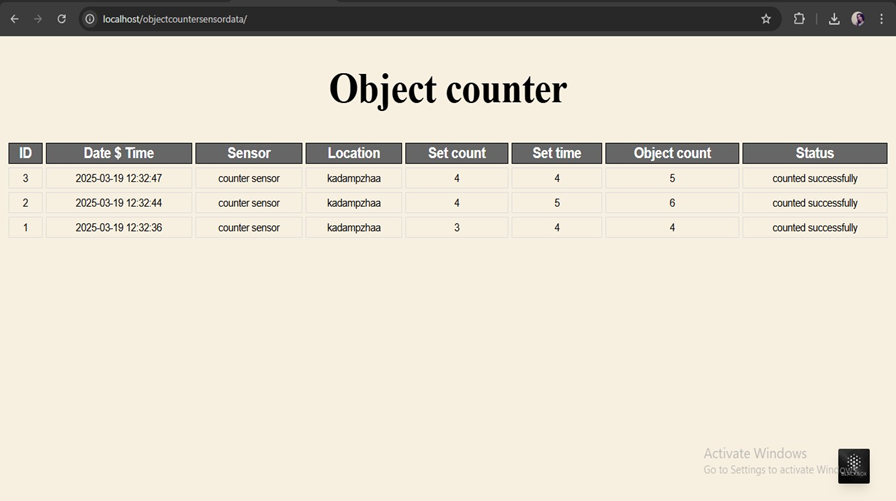 localhost/objectcountersensordata/
Object counter
ID Date $ Time Sensor Location Set count Set time Object count Status
3 2025-03-19 12:32:47 counter sensor kadampzhaa 4 4 5 counted successfully
2 2025-03-19 12:32:44 counter sensor kadampzhaa 4 5 6 counted successfully
1 2025-03-19 12:32:36 counter sensor kadampzhaa 3 4 4 counted successfully
Activate Windows
Go to Settings to activate